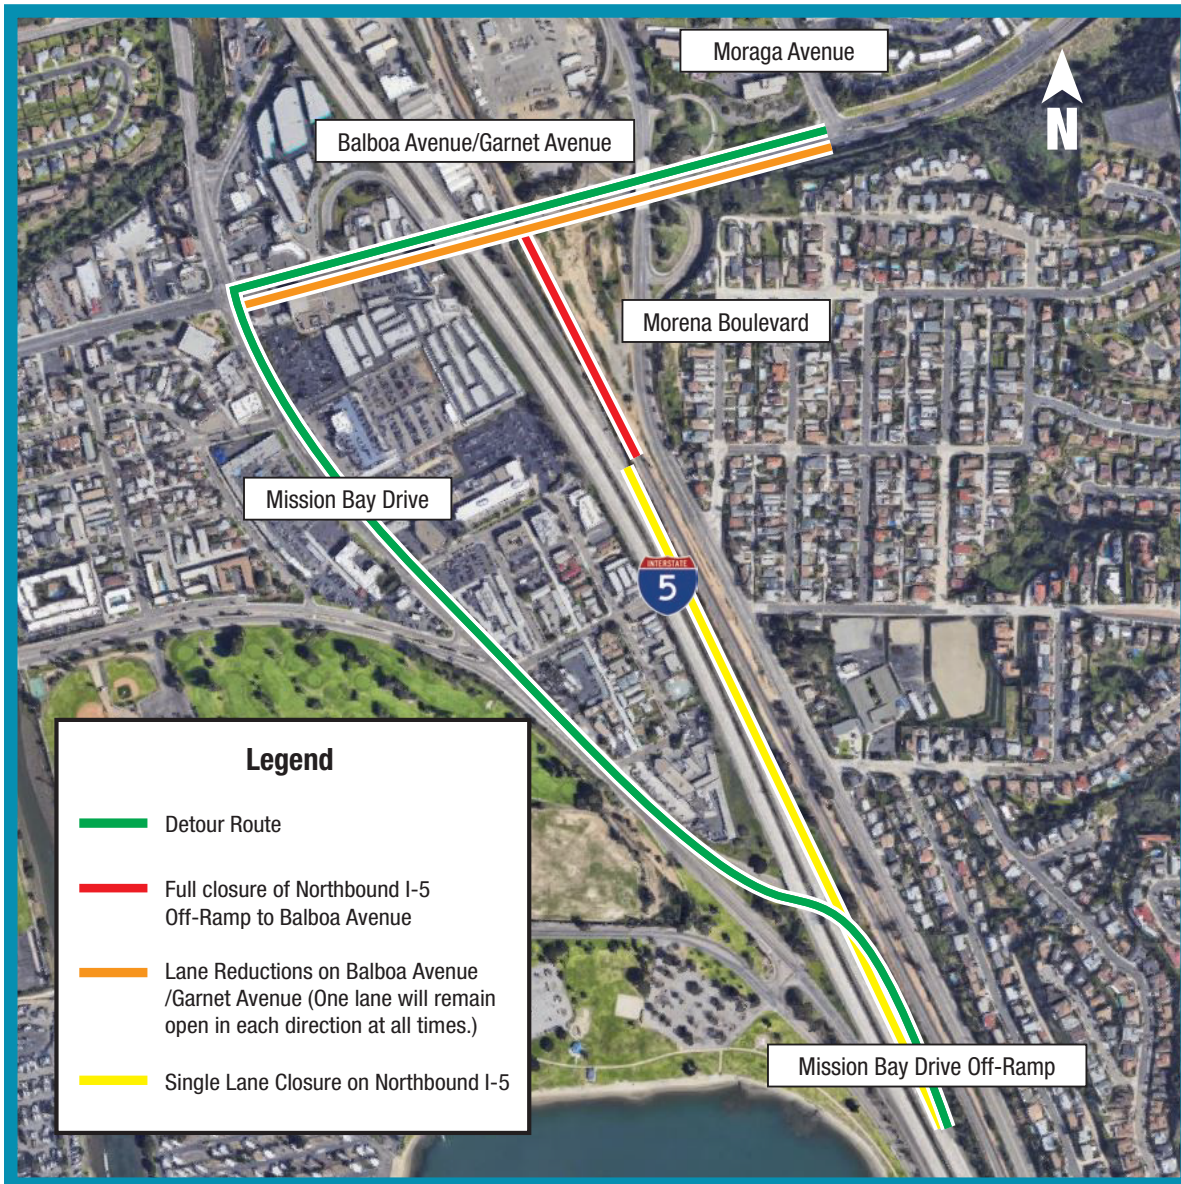 Moraga Avenue
N
Balboa Avenue/Garnet Avenue
Morena Boulevard
Mission Bay Drive
INTERSTATE
5
Legend
Detour Route
Full closure of Northbound I-5
Off-Ramp to Balboa Avenue
Lane Reductions on Balboa Avenue
/Garnet Avenue (One lane will remain
open in each direction at all times.)
Single Lane Closure on Northbound I-5
Mission Bay Drive Off-Ramp